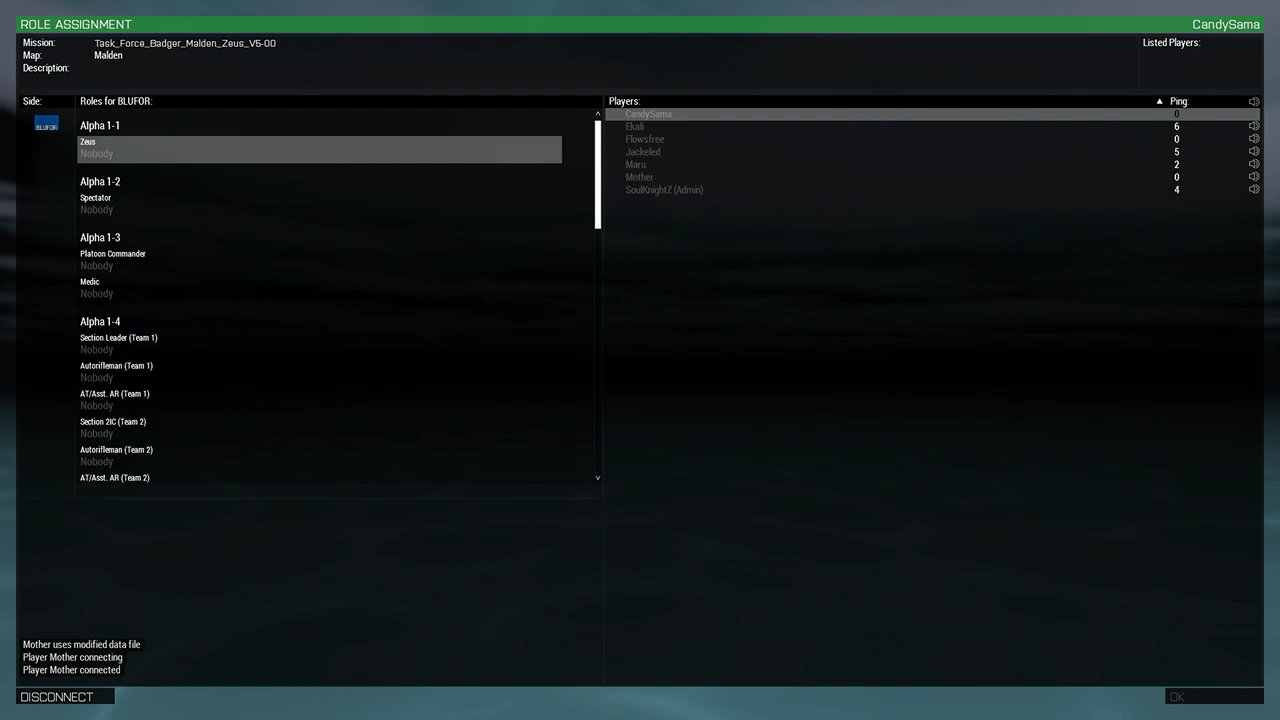 ROLE ASSIGNMENT
CandySama
Mission: Task_Force_Badger_Malden_Zeus_V5-00
Map: Malden
Description:
Listed Players:
Side:
BLUFOR
Roles for BLUFOR:
Alpha 1-1
Zeus
Nobody
Alpha 1-2
Spectator
Nobody
Alpha 1-3
Platoon Commander
Nobody
Medic
Nobody
Alpha 1-4
Section Leader (Team 1)
Nobody
Autorifleman (Team 1)
Nobody
AT/Asst. AR (Team 1)
Nobody
Section 2IC (Team 2)
Nobody
Autorifleman (Team 2)
Nobody
AT/Asst. AR (Team 2)
Players: Ping:
CandySama 0
Ekali 6
Flowsfree 0
Jackeled 5
Maru 2
Mother 0
SoulKnightZ (Admin) 4
Mother uses modified data file
Player Mother connecting
Player Mother connected
DISCONNECT
OK